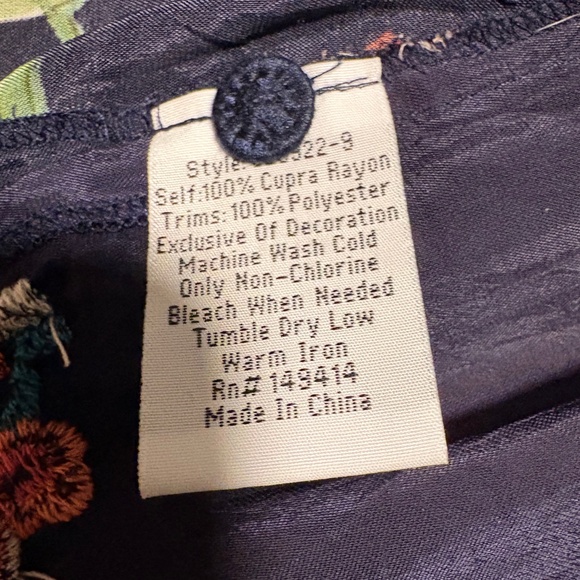 Style:
Self:100% Cupra Rayon
Trims:100% Polyester
Exclusive Of Decoration
Machine Wash Cold
Only Non-Chlorine
Bleach When Needed
Tumble Dry Low
Warm Iron
Rn# 149414
Made In China